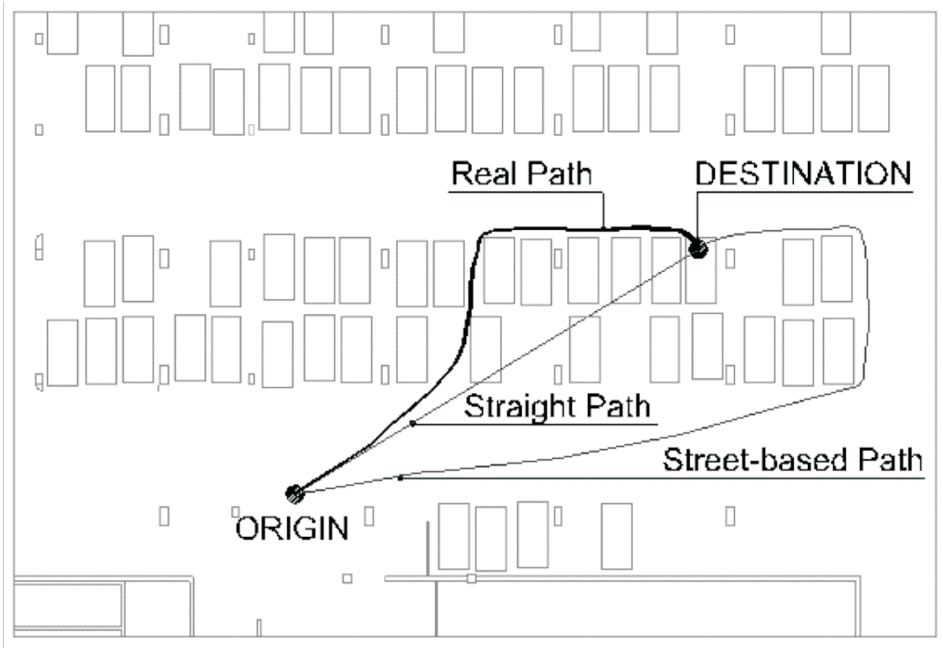 Real Path
DESTINATION
Straight Path
Street-based Path
ORIGIN